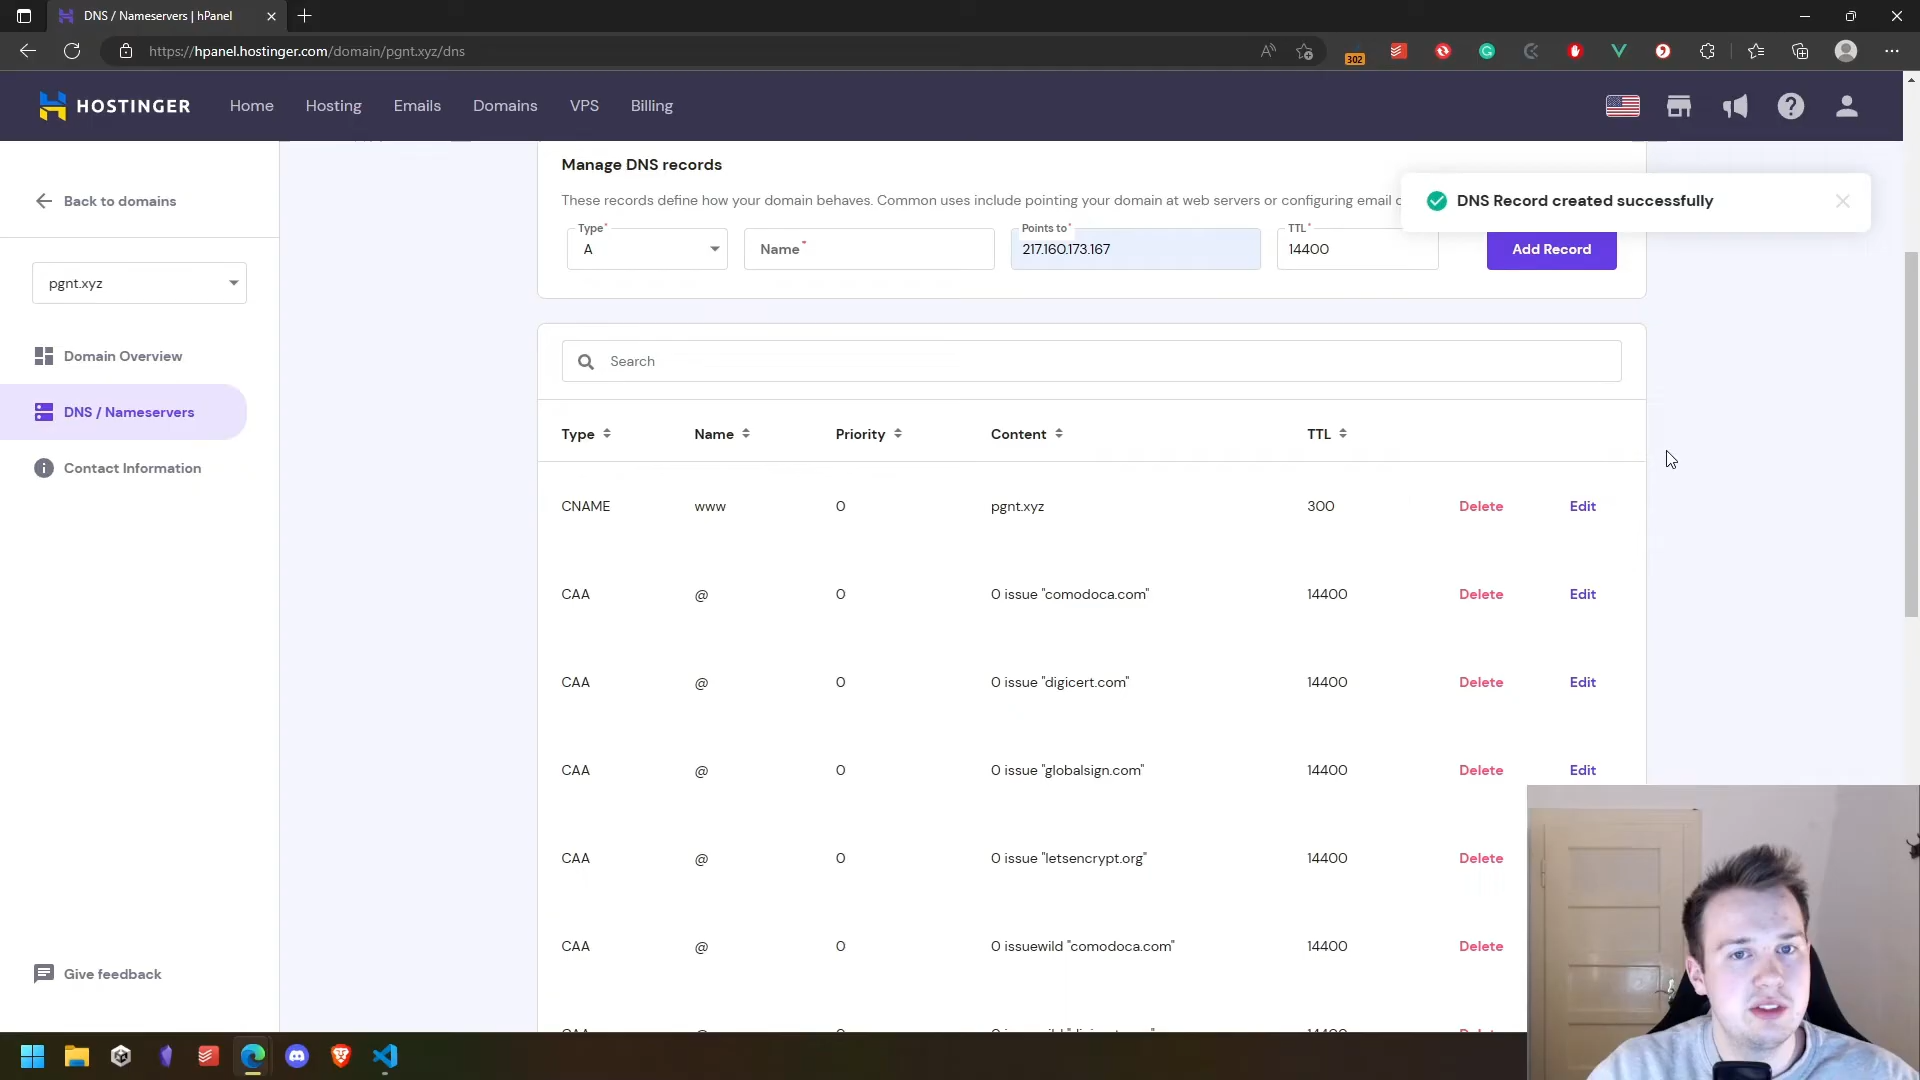 DNS / Nameservers | hPanel
https://hpanel.hostinger.com/domain/pgnt.xyz/dns
302
HOSTINGER
Home
Hosting
Emails
Domains
VPS
Billing
Back to domains
pgnt.xyz
Domain Overview
DNS / Nameservers
Contact Information
Give feedback
Manage DNS records
These records define how your domain behaves. Common uses include pointing your domain at web servers or configuring email
DNS Record created successfully
Type*
A
Name*
Points to*
217.160.173.167
TTL*
14400
Add Record
Search
Type Name Priority Content TTL
CNAME www 0 pgnt.xyz 300 Delete Edit
CAA @ 0 0 issue "comodoca.com" 14400 Delete Edit
CAA @ 0 0 issue "digicert.com" 14400 Delete Edit
CAA @ 0 0 issue "globalsign.com" 14400 Delete Edit
CAA @ 0 0 issue "letsencrypt.org" 14400 Delete
CAA @ 0 0 issuewild "comodoca.com" 14400 Delete